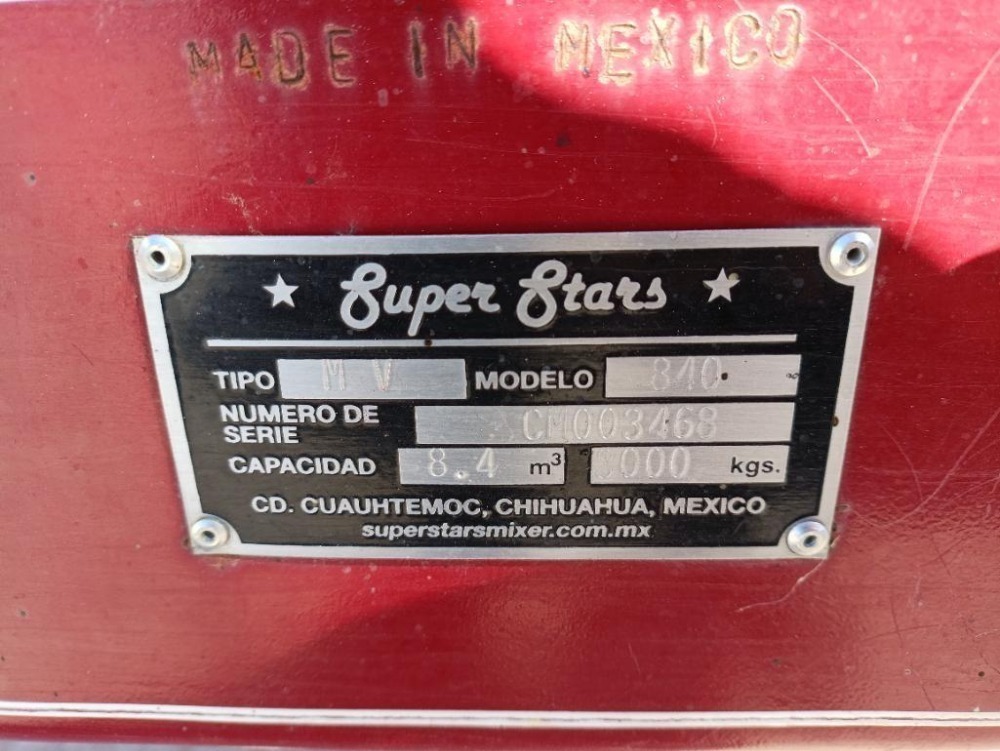 MADE IN MEXICO
★ Super Stars ★
TIPO M V MODELO 840
NUMERO DE SERIE CM003468
CAPACIDAD 8.4 m³ kgs.
CD. CUAUHTEMOC, CHIHUAHUA, MEXICO
superstarsmixer.com.mx